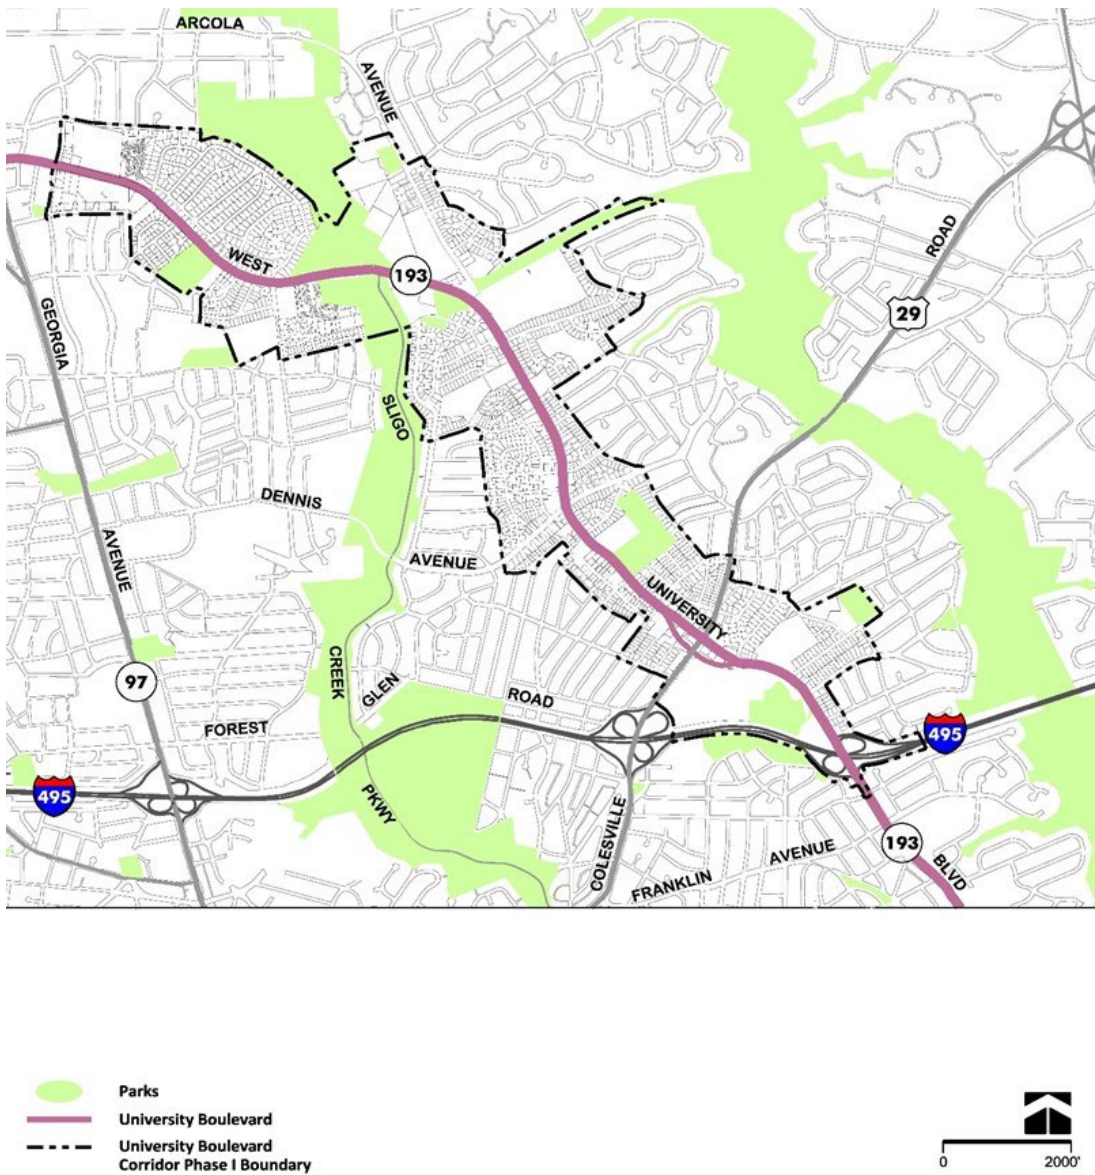 ARCOLA
AVENUE
ROAD
WEST
193
29
GEORGIA
SLIGO
DENNIS
AVENUE
AVENUE
UNIVERSITY
CREEK
GLEN
97
ROAD
FOREST
495
495
PKWY
COLESVILLE
193
AVENUE
BLVD
FRANKLIN
Parks
University Boulevard
University Boulevard
Corridor Phase I Boundary
0 2000'